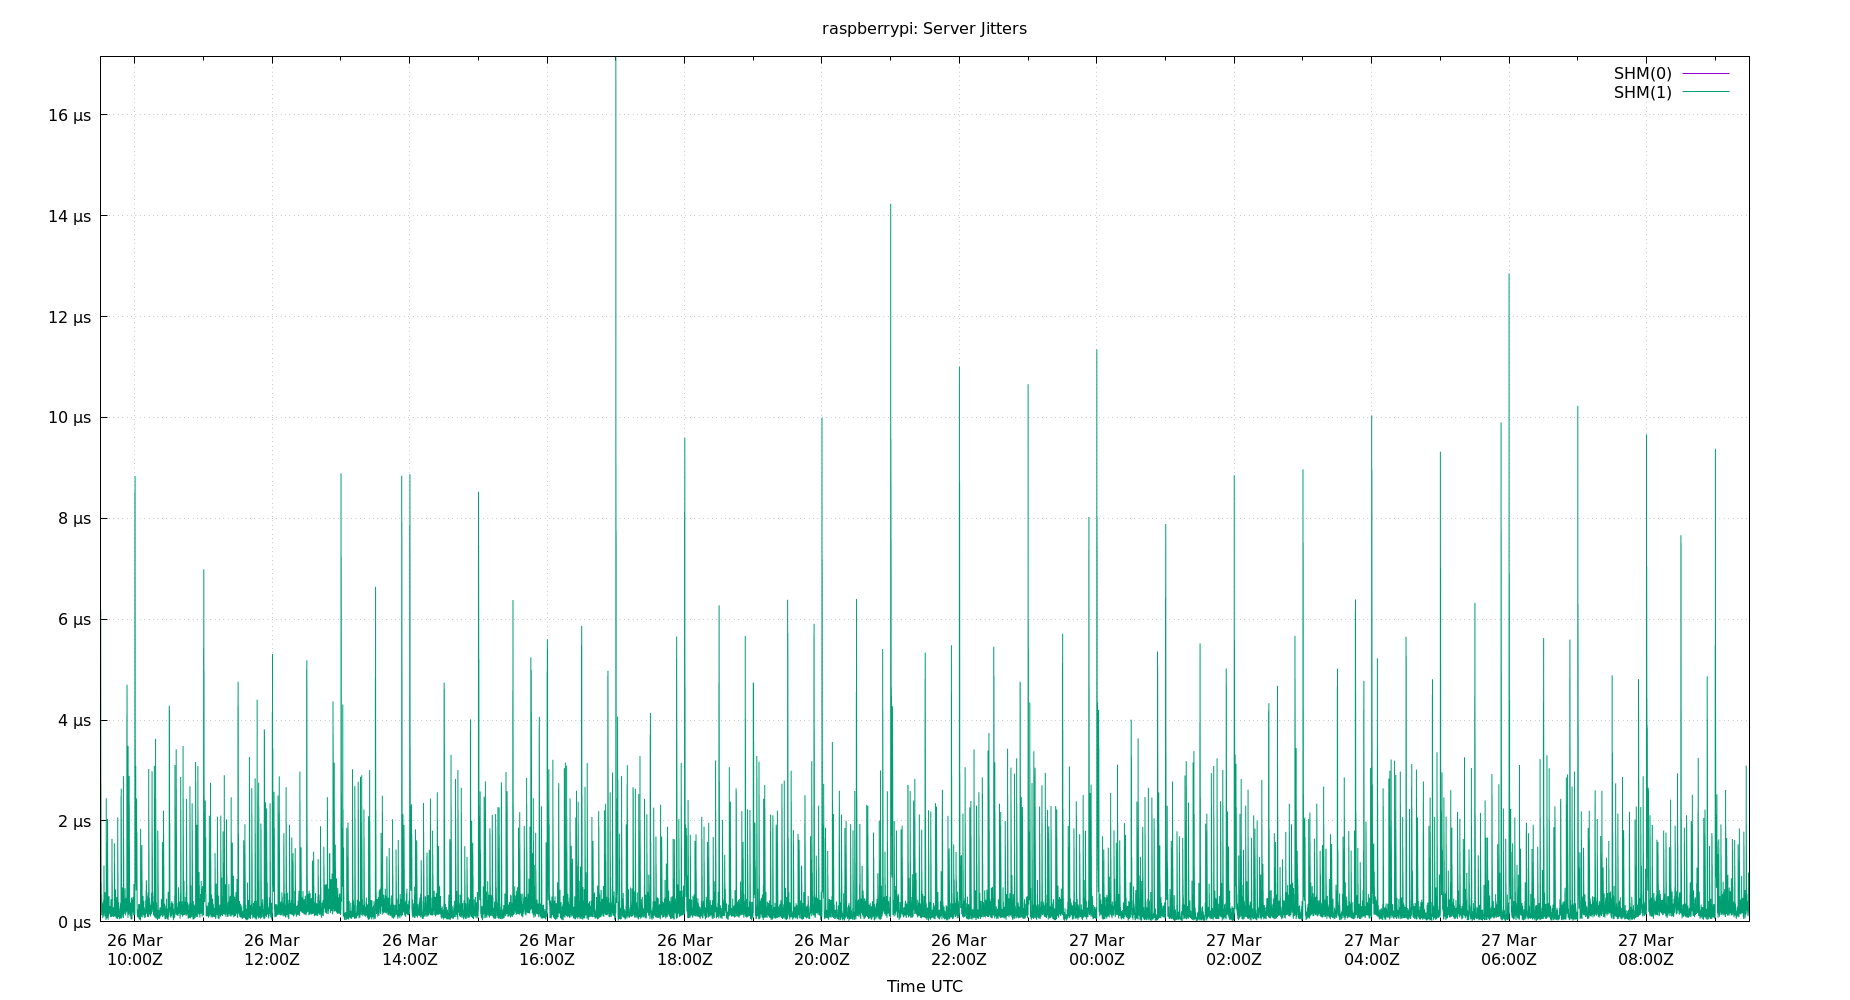 raspberrypi: Server Jitters
SHM(0)
SHM(1)
16 µs
14 µs
12 µs
10 µs
8 µs
6 µs
4 µs
2 µs
0 µs
26 Mar 26 Mar 26 Mar 26 Mar 26 Mar 26 Mar 26 Mar 27 Mar 27 Mar 27 Mar 27 Mar 27 Mar
10:00Z 12:00Z 14:00Z 16:00Z 18:00Z 20:00Z 22:00Z 00:00Z 02:00Z 04:00Z 06:00Z 08:00Z
Time UTC